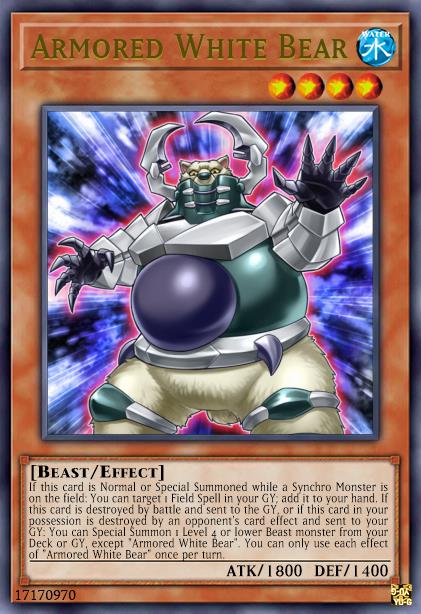 ARMORED WHITE BEAR
WATER
水
[BEAST/EFFECT]
If this card is Normal or Special Summoned while a Synchro Monster is
on the field: You can target 1 Field Spell in your GY; add it to your hand. If
this card is destroyed by battle and sent to the GY, or if this card in your
possession is destroyed by an opponent's card effect and sent to your
GY: You can Special Summon 1 Level 4 or lower Beast monster from your
Deck or GY, except "Armored White Bear". You can only use each effect
of "Armored White Bear" once per turn.
ATK/1800 DEF/1400
17170970